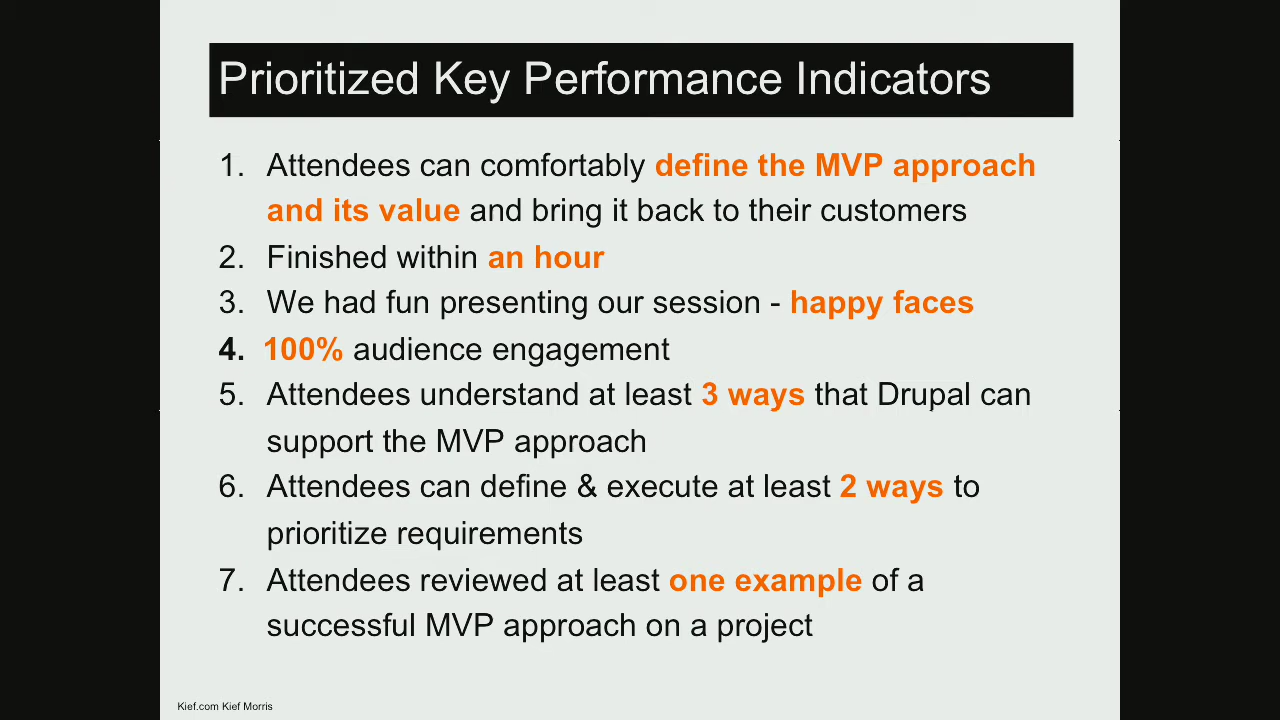 Prioritized Key Performance Indicators
1. Attendees can comfortably define the MVP approach
and its value and bring it back to their customers
2. Finished within an hour
3. We had fun presenting our session - happy faces
4. 100% audience engagement
5. Attendees understand at least 3 ways that Drupal can
support the MVP approach
6. Attendees can define & execute at least 2 ways to
prioritize requirements
7. Attendees reviewed at least one example of a
successful MVP approach on a project
Kief.com Kief Morris